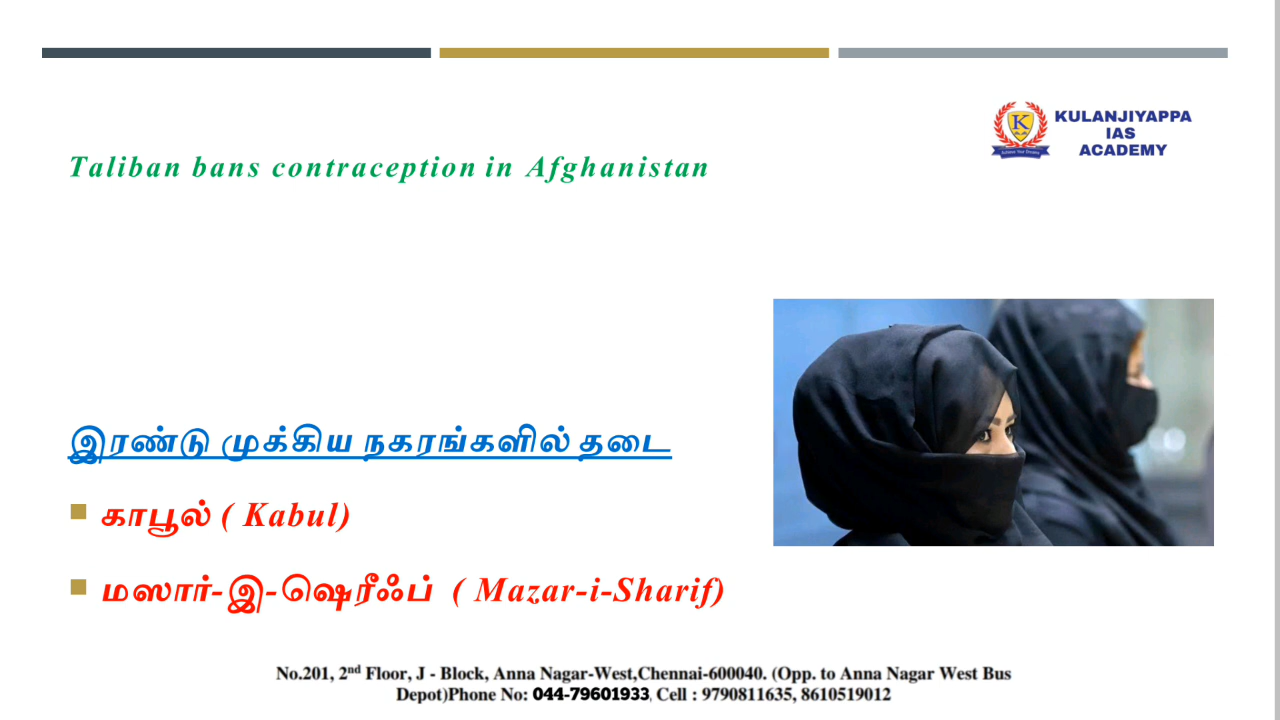 KULANJIYAPPA
IAS
ACADEMY
Taliban bans contraception in Afghanistan
இரண்டு முக்கிய நகரங்களில் தடை
காபூல் ( Kabul)
மஸார்-இ-ஷெரீஃப் ( Mazar-i-Sharif)
No.201, 2nd Floor, J - Block, Anna Nagar-West,Chennai-600040. (Opp. to Anna Nagar West Bus
Depot)Phone No: 044-79601933, Cell : 9790811635, 8610519012